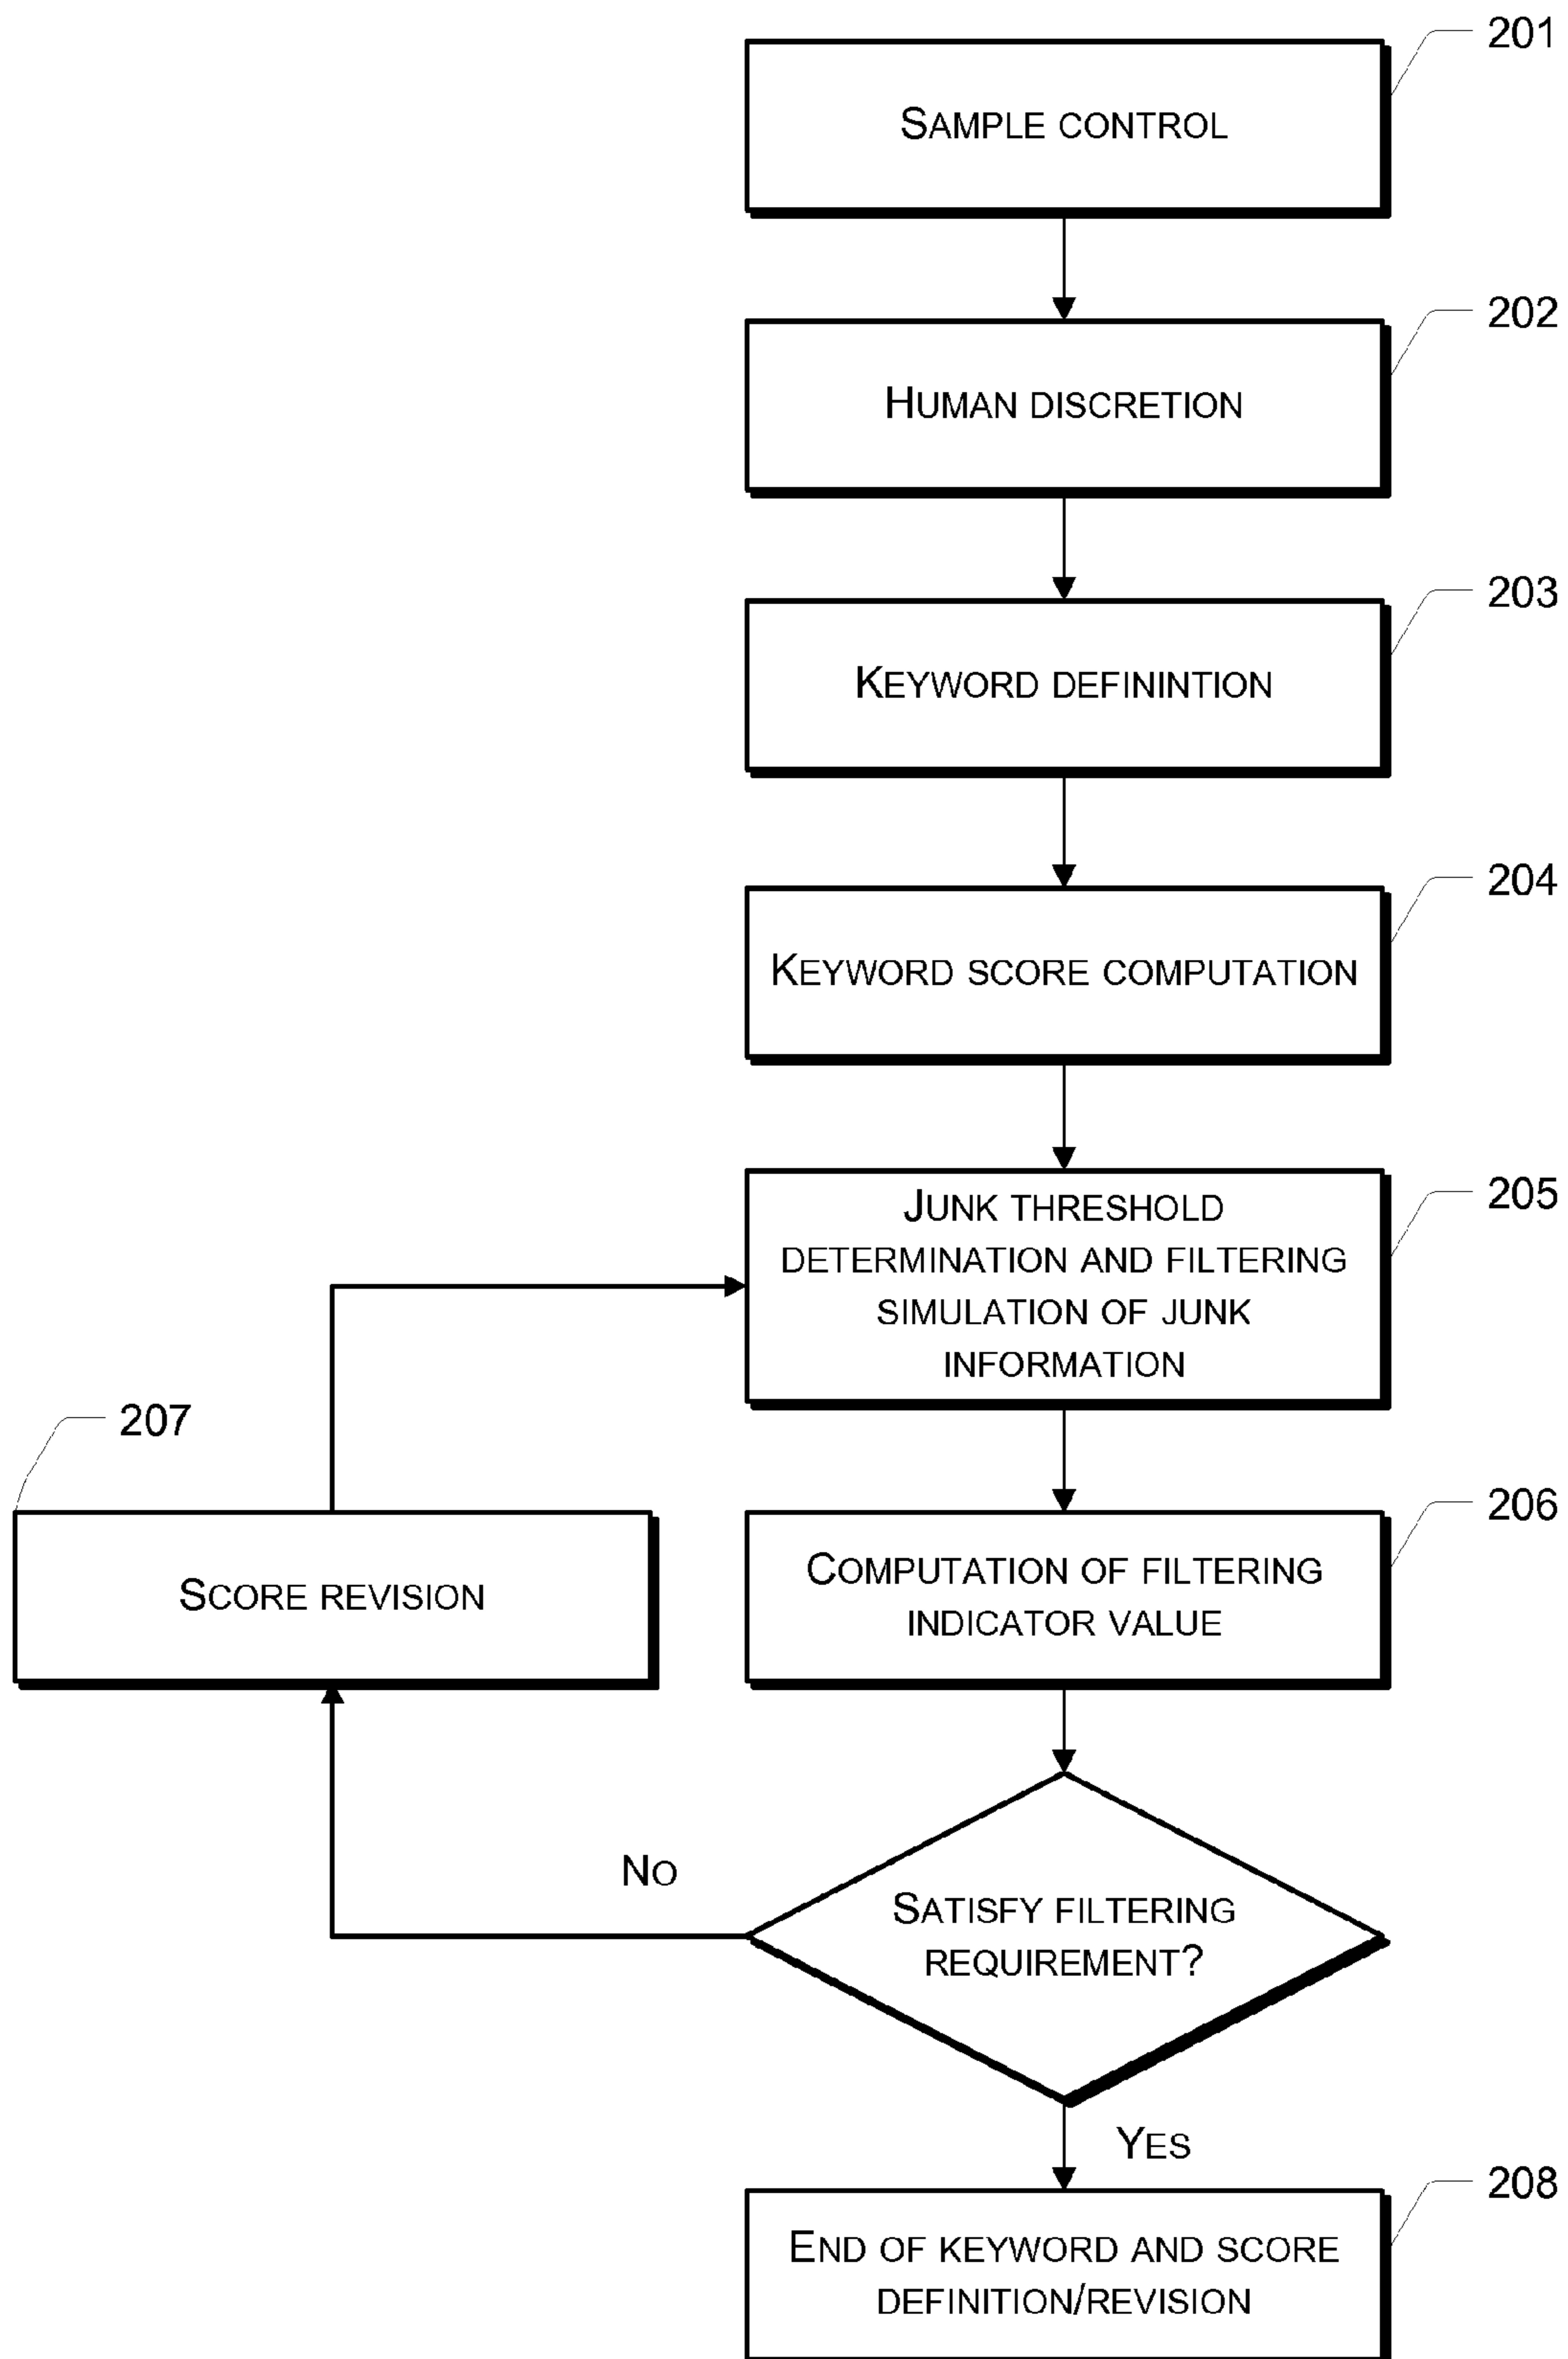 201
SAMPLE CONTROL
202
HUMAN DISCRETION
203
KEYWORD DEFININTION
204
KEYWORD SCORE COMPUTATION
205
JUNK THRESHOLD
DETERMINATION AND FILTERING
SIMULATION OF JUNK
INFORMATION
207
SCORE REVISION
206
COMPUTATION OF FILTERING
INDICATOR VALUE
NO
SATISFY FILTERING
REQUIREMENT?
YES
208
END OF KEYWORD AND SCORE
DEFINITION/REVISION